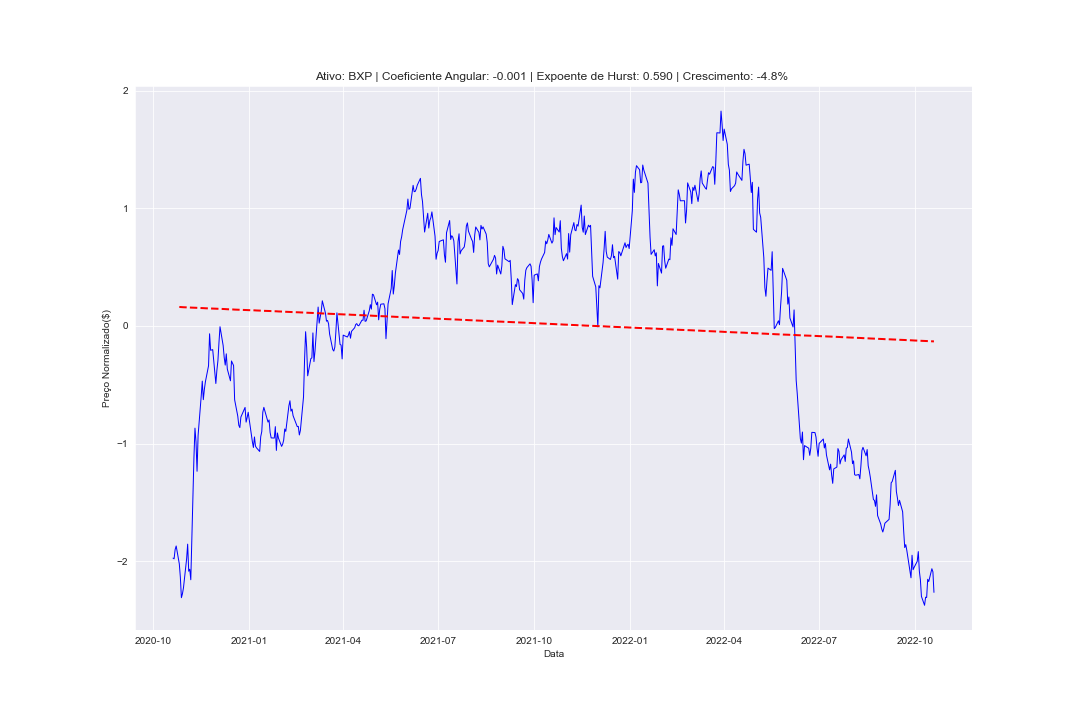 Ativo: BXP | Coeficiente Angular: -0.001 | Expoente de Hurst: 0.590 | Crescimento: -4.8%
Preço Normalizado($)
2
1
0
−1
−2
2020-10 2021-01 2021-04 2021-07 2021-10 2022-01 2022-04 2022-07 2022-10
Data